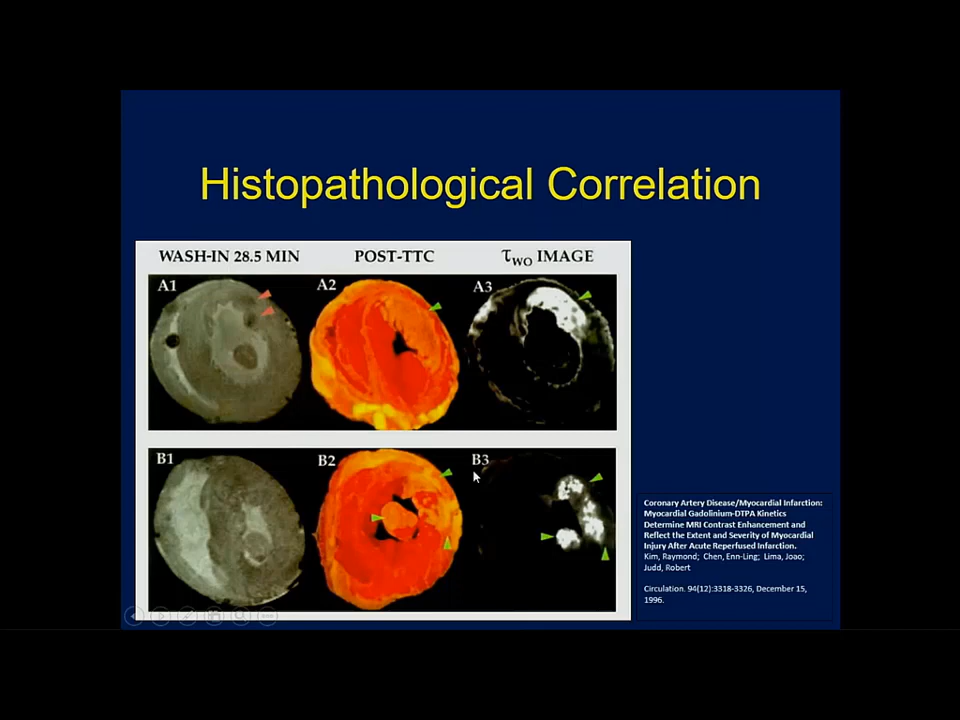 Histopathological Correlation
WASH-IN 28.5 MIN POST-TTC τWO IMAGE
A1 A2 A3
B1 B2 B3
Coronary Artery Disease/Myocardial Infarction:
Myocardial Gadolinium-DTPA Kinetics
Determine MRI Contrast Enhancement and
Reflect the Extent and Severity of Myocardial
Injury After Acute Reperfused Infarction.
Kim, Raymond; Chen, Enn-Ling; Lima, Joao;
Judd, Robert
Circulation. 94(12):3318-3326, December 15,
1996.